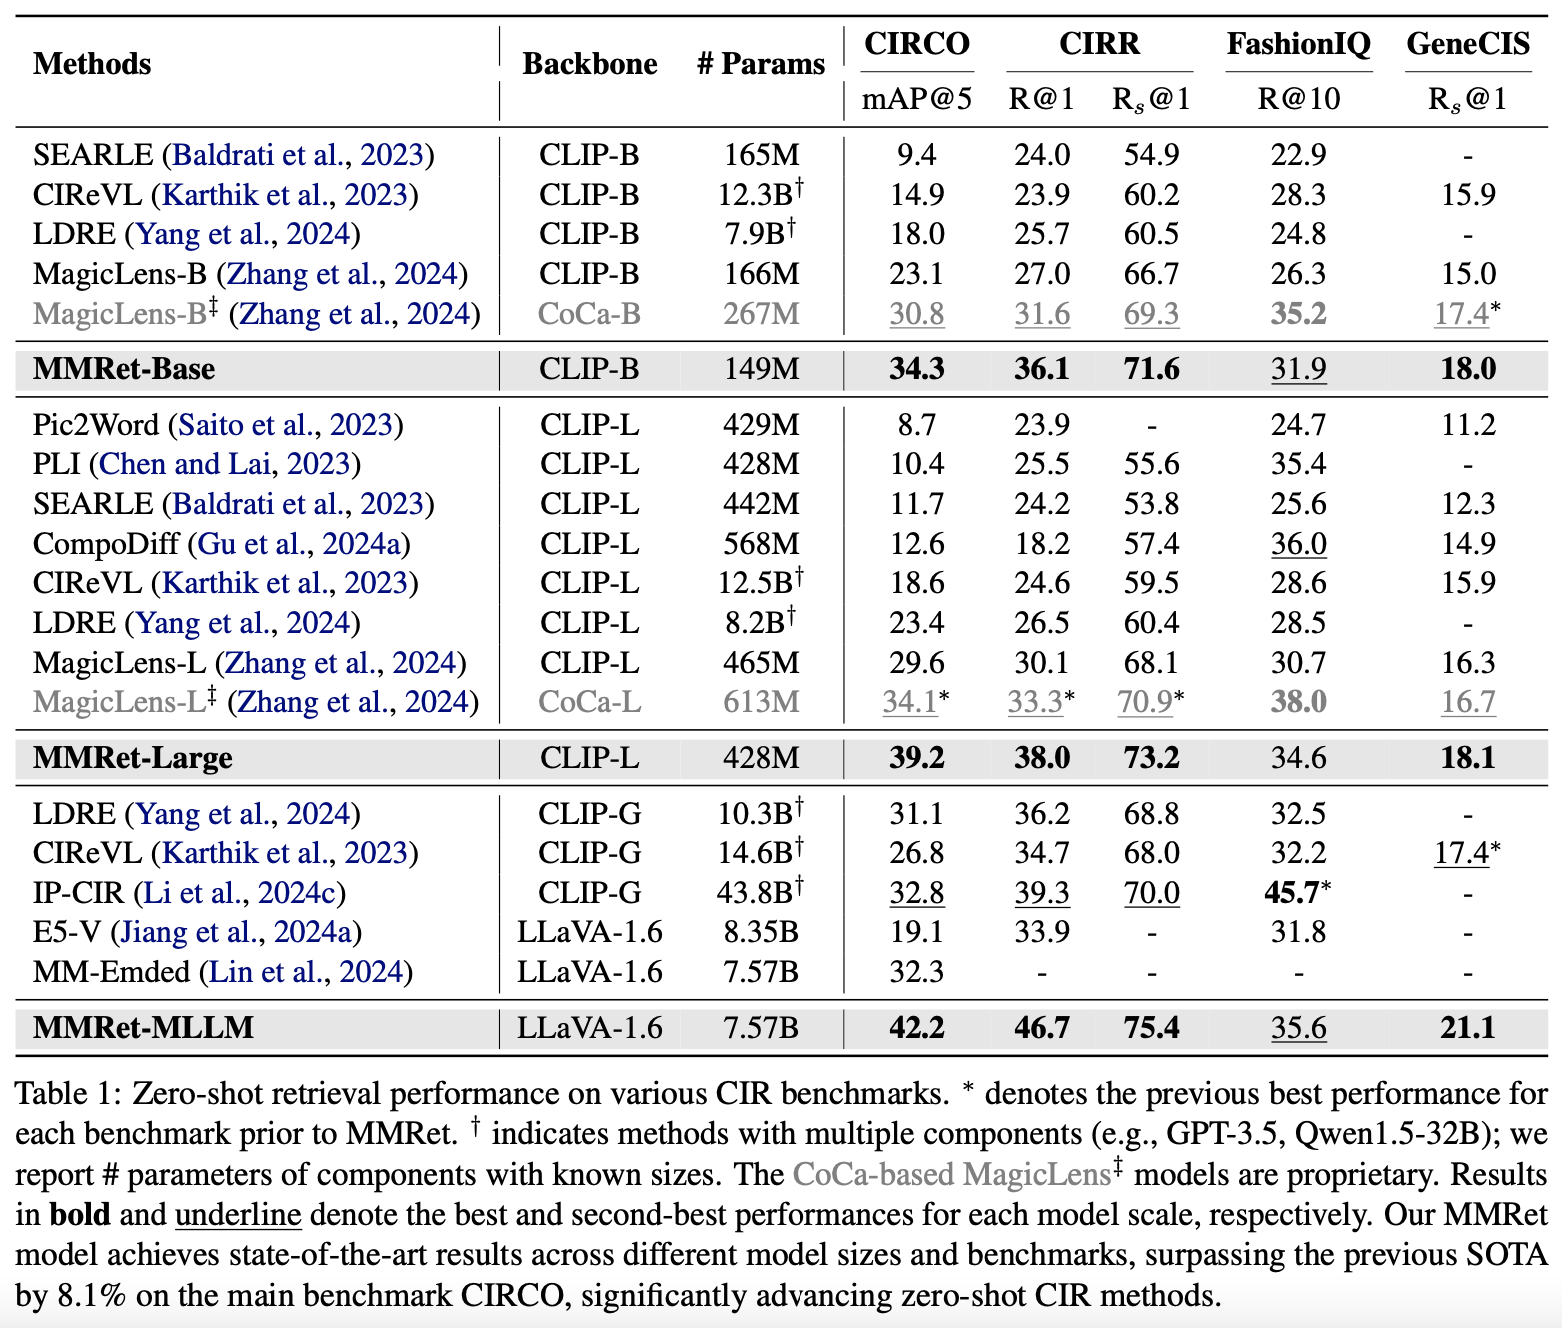 Methods Backbone # Params CIRCO CIRR FashionIQ GeneCIS
mAP@5 R@1 Rs@1 R@10 Rs@1
SEARLE (Baldrati et al., 2023) CLIP-B 165M 9.4 24.0 54.9 22.9 -
CIReVL (Karthik et al., 2023) CLIP-B 12.3B† 14.9 23.9 60.2 28.3 15.9
LDRE (Yang et al., 2024) CLIP-B 7.9B† 18.0 25.7 60.5 24.8 -
MagicLens-B (Zhang et al., 2024) CLIP-B 166M 23.1 27.0 66.7 26.3 15.0
MagicLens-B‡ (Zhang et al., 2024) CoCa-B 267M 30.8 31.6 69.3 35.2 17.4*
MMRet-Base CLIP-B 149M 34.3 36.1 71.6 31.9 18.0
Pic2Word (Saito et al., 2023) CLIP-L 429M 8.7 23.9 - 24.7 11.2
PLI (Chen and Lai, 2023) CLIP-L 428M 10.4 25.5 55.6 35.4 -
SEARLE (Baldrati et al., 2023) CLIP-L 442M 11.7 24.2 53.8 25.6 12.3
CompoDiff (Gu et al., 2024a) CLIP-L 568M 12.6 18.2 57.4 36.0 14.9
CIReVL (Karthik et al., 2023) CLIP-L 12.5B† 18.6 24.6 59.5 28.6 15.9
LDRE (Yang et al., 2024) CLIP-L 8.2B† 23.4 26.5 60.4 28.5 -
MagicLens-L (Zhang et al., 2024) CLIP-L 465M 29.6 30.1 68.1 30.7 16.3
MagicLens-L‡ (Zhang et al., 2024) CoCa-L 613M 34.1* 33.3* 70.9* 38.0 16.7
MMRet-Large CLIP-L 428M 39.2 38.0 73.2 34.6 18.1
LDRE (Yang et al., 2024) CLIP-G 10.3B† 31.1 36.2 68.8 32.5 -
CIReVL (Karthik et al., 2023) CLIP-G 14.6B† 26.8 34.7 68.0 32.2 17.4*
IP-CIR (Li et al., 2024c) CLIP-G 43.8B† 32.8 39.3 70.0 45.7* -
E5-V (Jiang et al., 2024a) LLaVA-1.6 8.35B 19.1 33.9 - 31.8 -
MM-Emded (Lin et al., 2024) LLaVA-1.6 7.57B 32.3 - - - -
MMRet-MLLM LLaVA-1.6 7.57B 42.2 46.7 75.4 35.6 21.1
Table 1: Zero-shot retrieval performance on various CIR benchmarks. * denotes the previous best performance for
each benchmark prior to MMRet. † indicates methods with multiple components (e.g., GPT-3.5, Qwen1.5-32B); we
report # parameters of components with known sizes. The CoCa-based MagicLens‡ models are proprietary. Results
in bold and underline denote the best and second-best performances for each model scale, respectively. Our MMRet
model achieves state-of-the-art results across different model sizes and benchmarks, surpassing the previous SOTA
by 8.1% on the main benchmark CIRCO, significantly advancing zero-shot CIR methods.